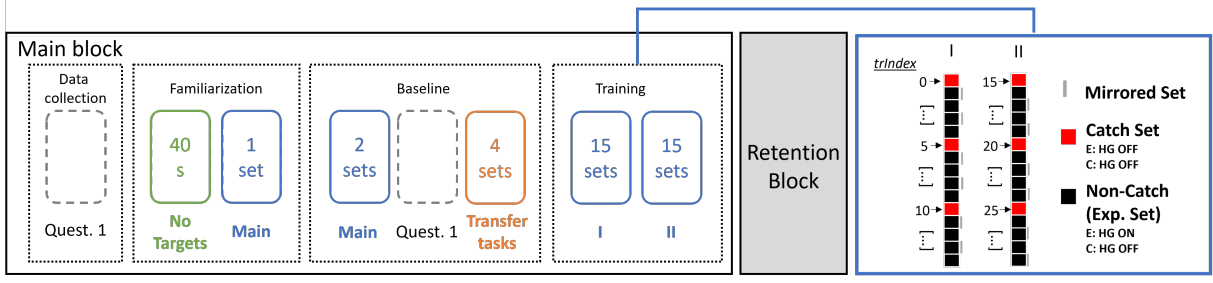 Main block
Data
collection
Quest. 1
Familiarization
40
s
No
Targets
1
set
Main
Baseline
2
sets
Main
Quest. 1
4
sets
Transfer
tasks
Training
15
sets
I
15
sets
II
Retention
Block
trIndex
I
II
0
[...]
5
[...]
10
[...]
15
[...]
20
[...]
25
[...]
Mirrored Set
Catch Set
E: HG OFF
C: HG OFF
Non-Catch
(Exp. Set)
E: HG ON
C: HG OFF